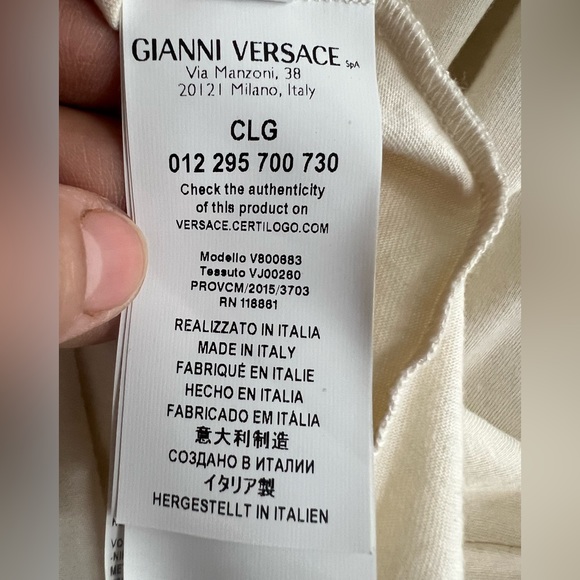 GIANNI VERSACE SpA
Via Manzoni, 38
20121 Milano, Italy
CLG
012 295 700 730
Check the authenticity
of this product on
VERSACE.CERTILOGO.COM
Modello V800683
Tessuto VJ00260
PROVCM/2015/3703
RN 116861
REALIZZATO IN ITALIA
MADE IN ITALY
FABRIQUÉ EN ITALIE
HECHO EN ITALIA
FABRICADO EM ITÁLIA
意大利制造
СОЗДАНО В ИТАЛИИ
イタリア製
HERGESTELLT IN ITALIEN